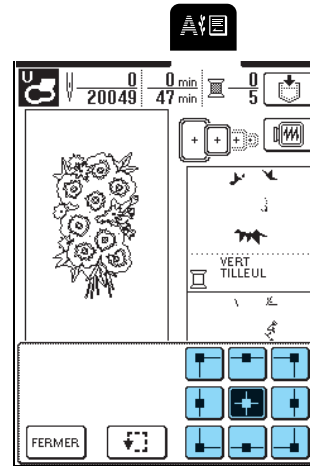 A
U 0 0 min 0
20049 47 min 5
VERT
TILLEUL
FERMER